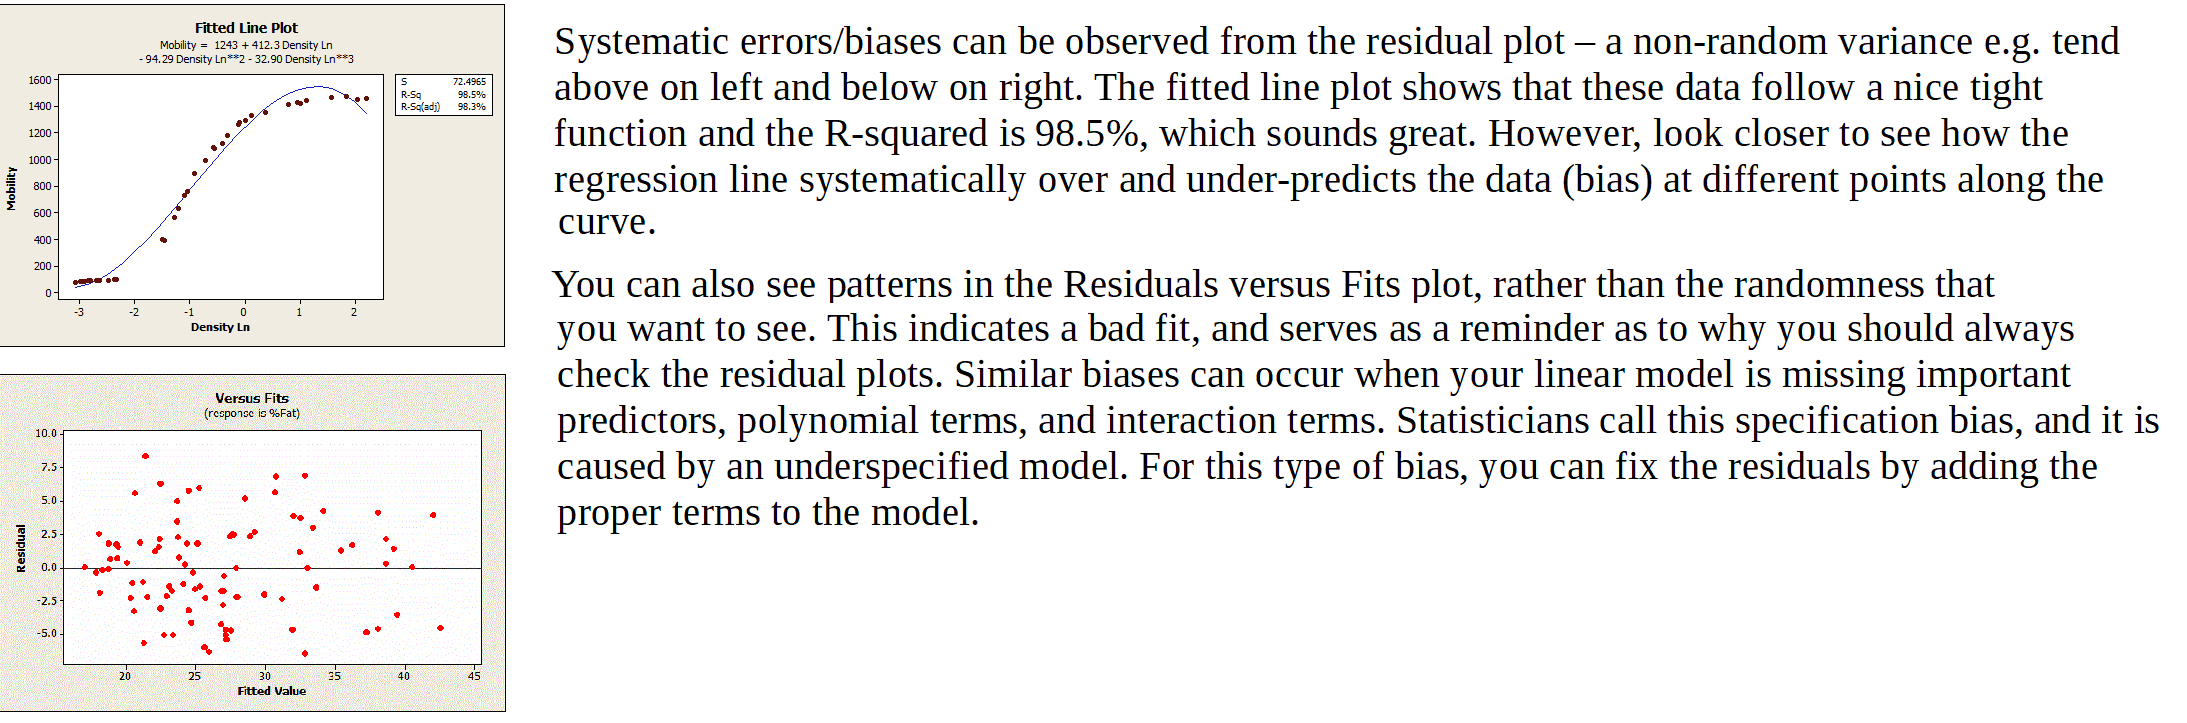 Fitted Line Plot
Mobility = 1243 + 412.3 Density Ln
- 94.29 Density Ln**2 - 32.90 Density Ln**3
S 72.4965
R-Sq 98.5%
R-Sq(adj) 98.3%
1600
1400
1200
1000
800
600
400
200
0
Mobility
-3 -2 -1 0 1 2
Density Ln
Versus Fits
(response is %Fat)
10.0
7.5
5.0
2.5
0.0
-2.5
-5.0
Residual
20 25 30 35 40 45
Fitted Value
Systematic errors/biases can be observed from the residual plot – a non-random variance e.g. tend
above on left and below on right. The fitted line plot shows that these data follow a nice tight
function and the R-squared is 98.5%, which sounds great. However, look closer to see how the
regression line systematically over and under-predicts the data (bias) at different points along the
curve.
You can also see patterns in the Residuals versus Fits plot, rather than the randomness that
you want to see. This indicates a bad fit, and serves as a reminder as to why you should always
check the residual plots. Similar biases can occur when your linear model is missing important
predictors, polynomial terms, and interaction terms. Statisticians call this specification bias, and it is
caused by an underspecified model. For this type of bias, you can fix the residuals by adding the
proper terms to the model.